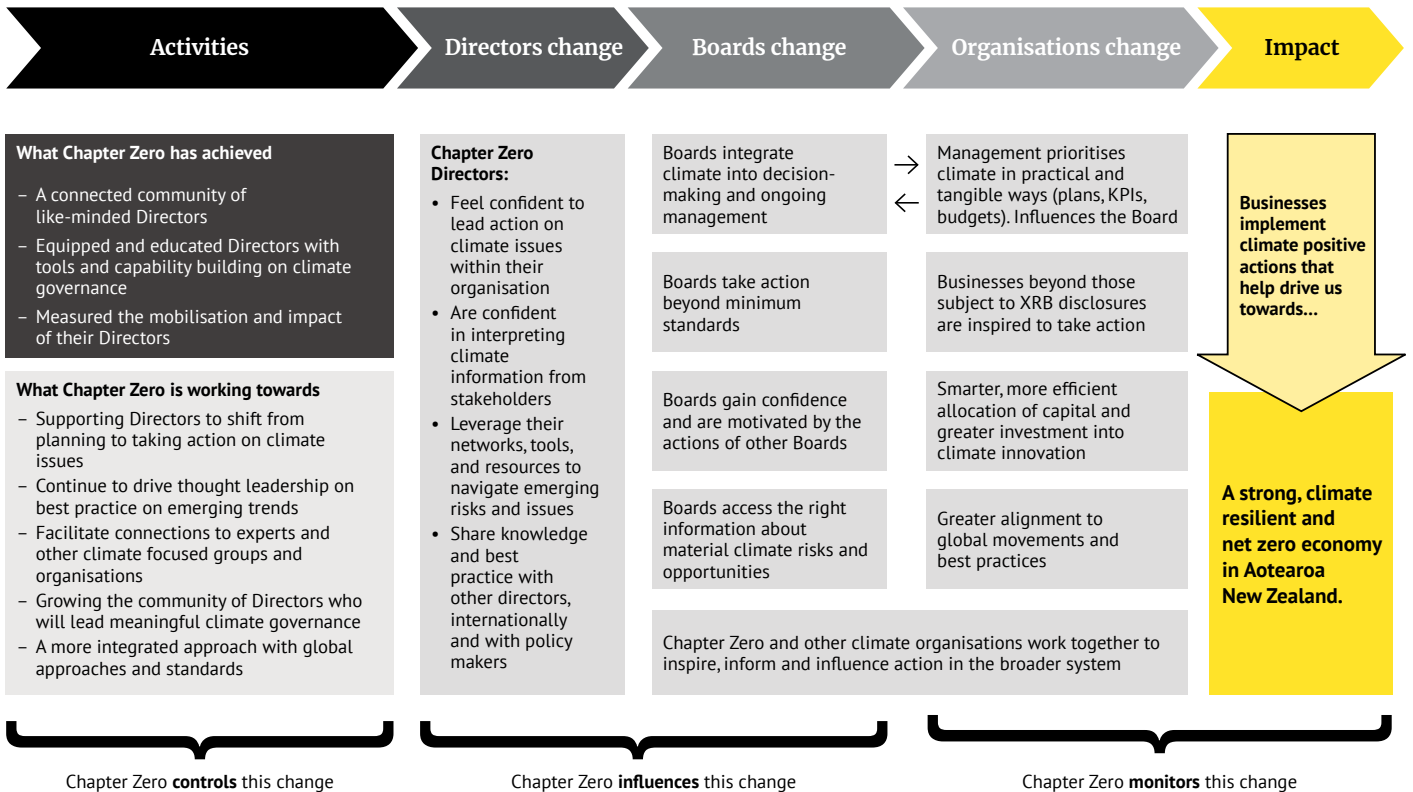 Activities
Directors change
Boards change
Organisations change
Impact
What Chapter Zero has achieved
– A connected community of
like-minded Directors
– Equipped and educated Directors with
tools and capability building on climate
governance
– Measured the mobilisation and impact
of their Directors
What Chapter Zero is working towards
– Supporting Directors to shift from
planning to taking action on climate
issues
– Continue to drive thought leadership on
best practice on emerging trends
– Facilitate connections to experts and
other climate focused groups and
organisations
– Growing the community of Directors who
will lead meaningful climate governance
– A more integrated approach with global
approaches and standards
Chapter Zero
Directors:
• Feel confident to
lead action on
climate issues
within their
organisation
• Are confident
in interpreting
climate
information from
stakeholders
• Leverage their
networks, tools,
and resources to
navigate emerging
risks and issues
• Share knowledge
and best
practice with
other directors,
internationally
and with policy
makers
Boards integrate
climate into decision-
making and ongoing
management
Boards take action
beyond minimum
standards
Boards gain confidence
and are motivated by the
actions of other Boards
Boards access the right
information about
material climate risks and
opportunities
Management prioritises
climate in practical and
tangible ways (plans, KPIs,
budgets). Influences the Board
Businesses beyond those
subject to XRB disclosures
are inspired to take action
Smarter, more efficient
allocation of capital and
greater investment into
climate innovation
Greater alignment to
global movements and
best practices
Chapter Zero and other climate organisations work together to
inspire, inform and influence action in the broader system
Businesses
implement
climate positive
actions that
help drive us
towards...
A strong, climate
resilient and
net zero economy
in Aotearoa
New Zealand.
Chapter Zero controls this change
Chapter Zero influences this change
Chapter Zero monitors this change